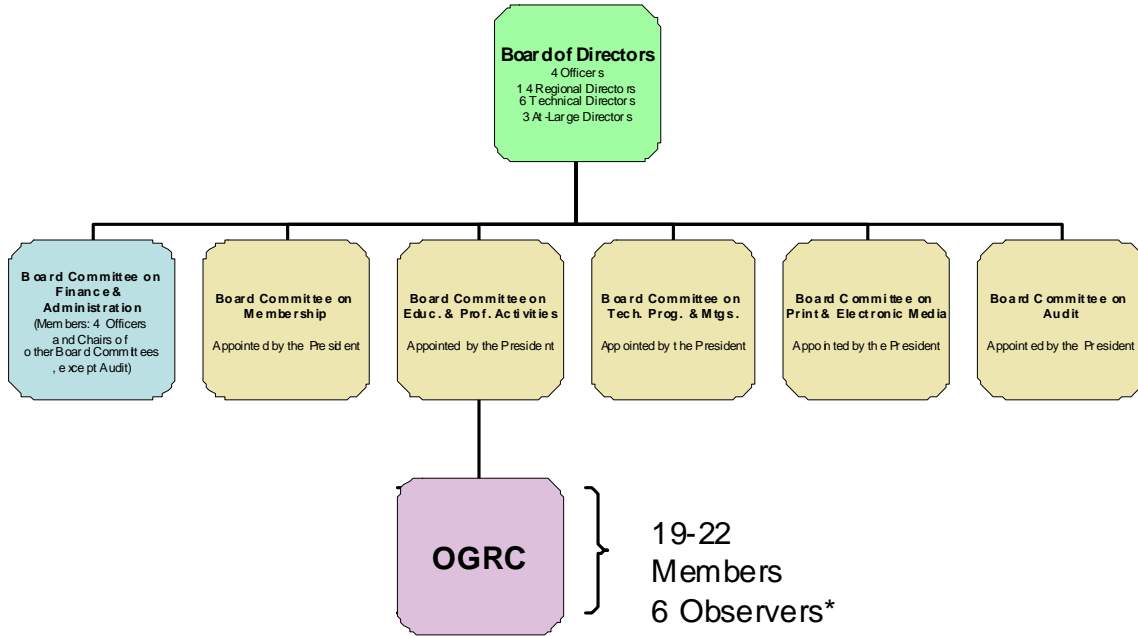 Board of Directors
4 Officers
14 Regional Directors
6 Technical Directors
3 At-Large Directors
Board Committee on
Finance &
Administration
(Members: 4 Officers
and Chairs of
other Board Committees
, except Audit)
Board Committee on
Membership
Appointed by the President
Board Committee on
Educ. & Prof. Activities
Appointed by the President
Board Committee on
Tech. Prog. & Mtgs.
Appointed by the President
Board Committee on
Print & Electronic Media
Appointed by the President
Board Committee on
Audit
Appointed by the President
OGRC
19-22
Members
6 Observers*